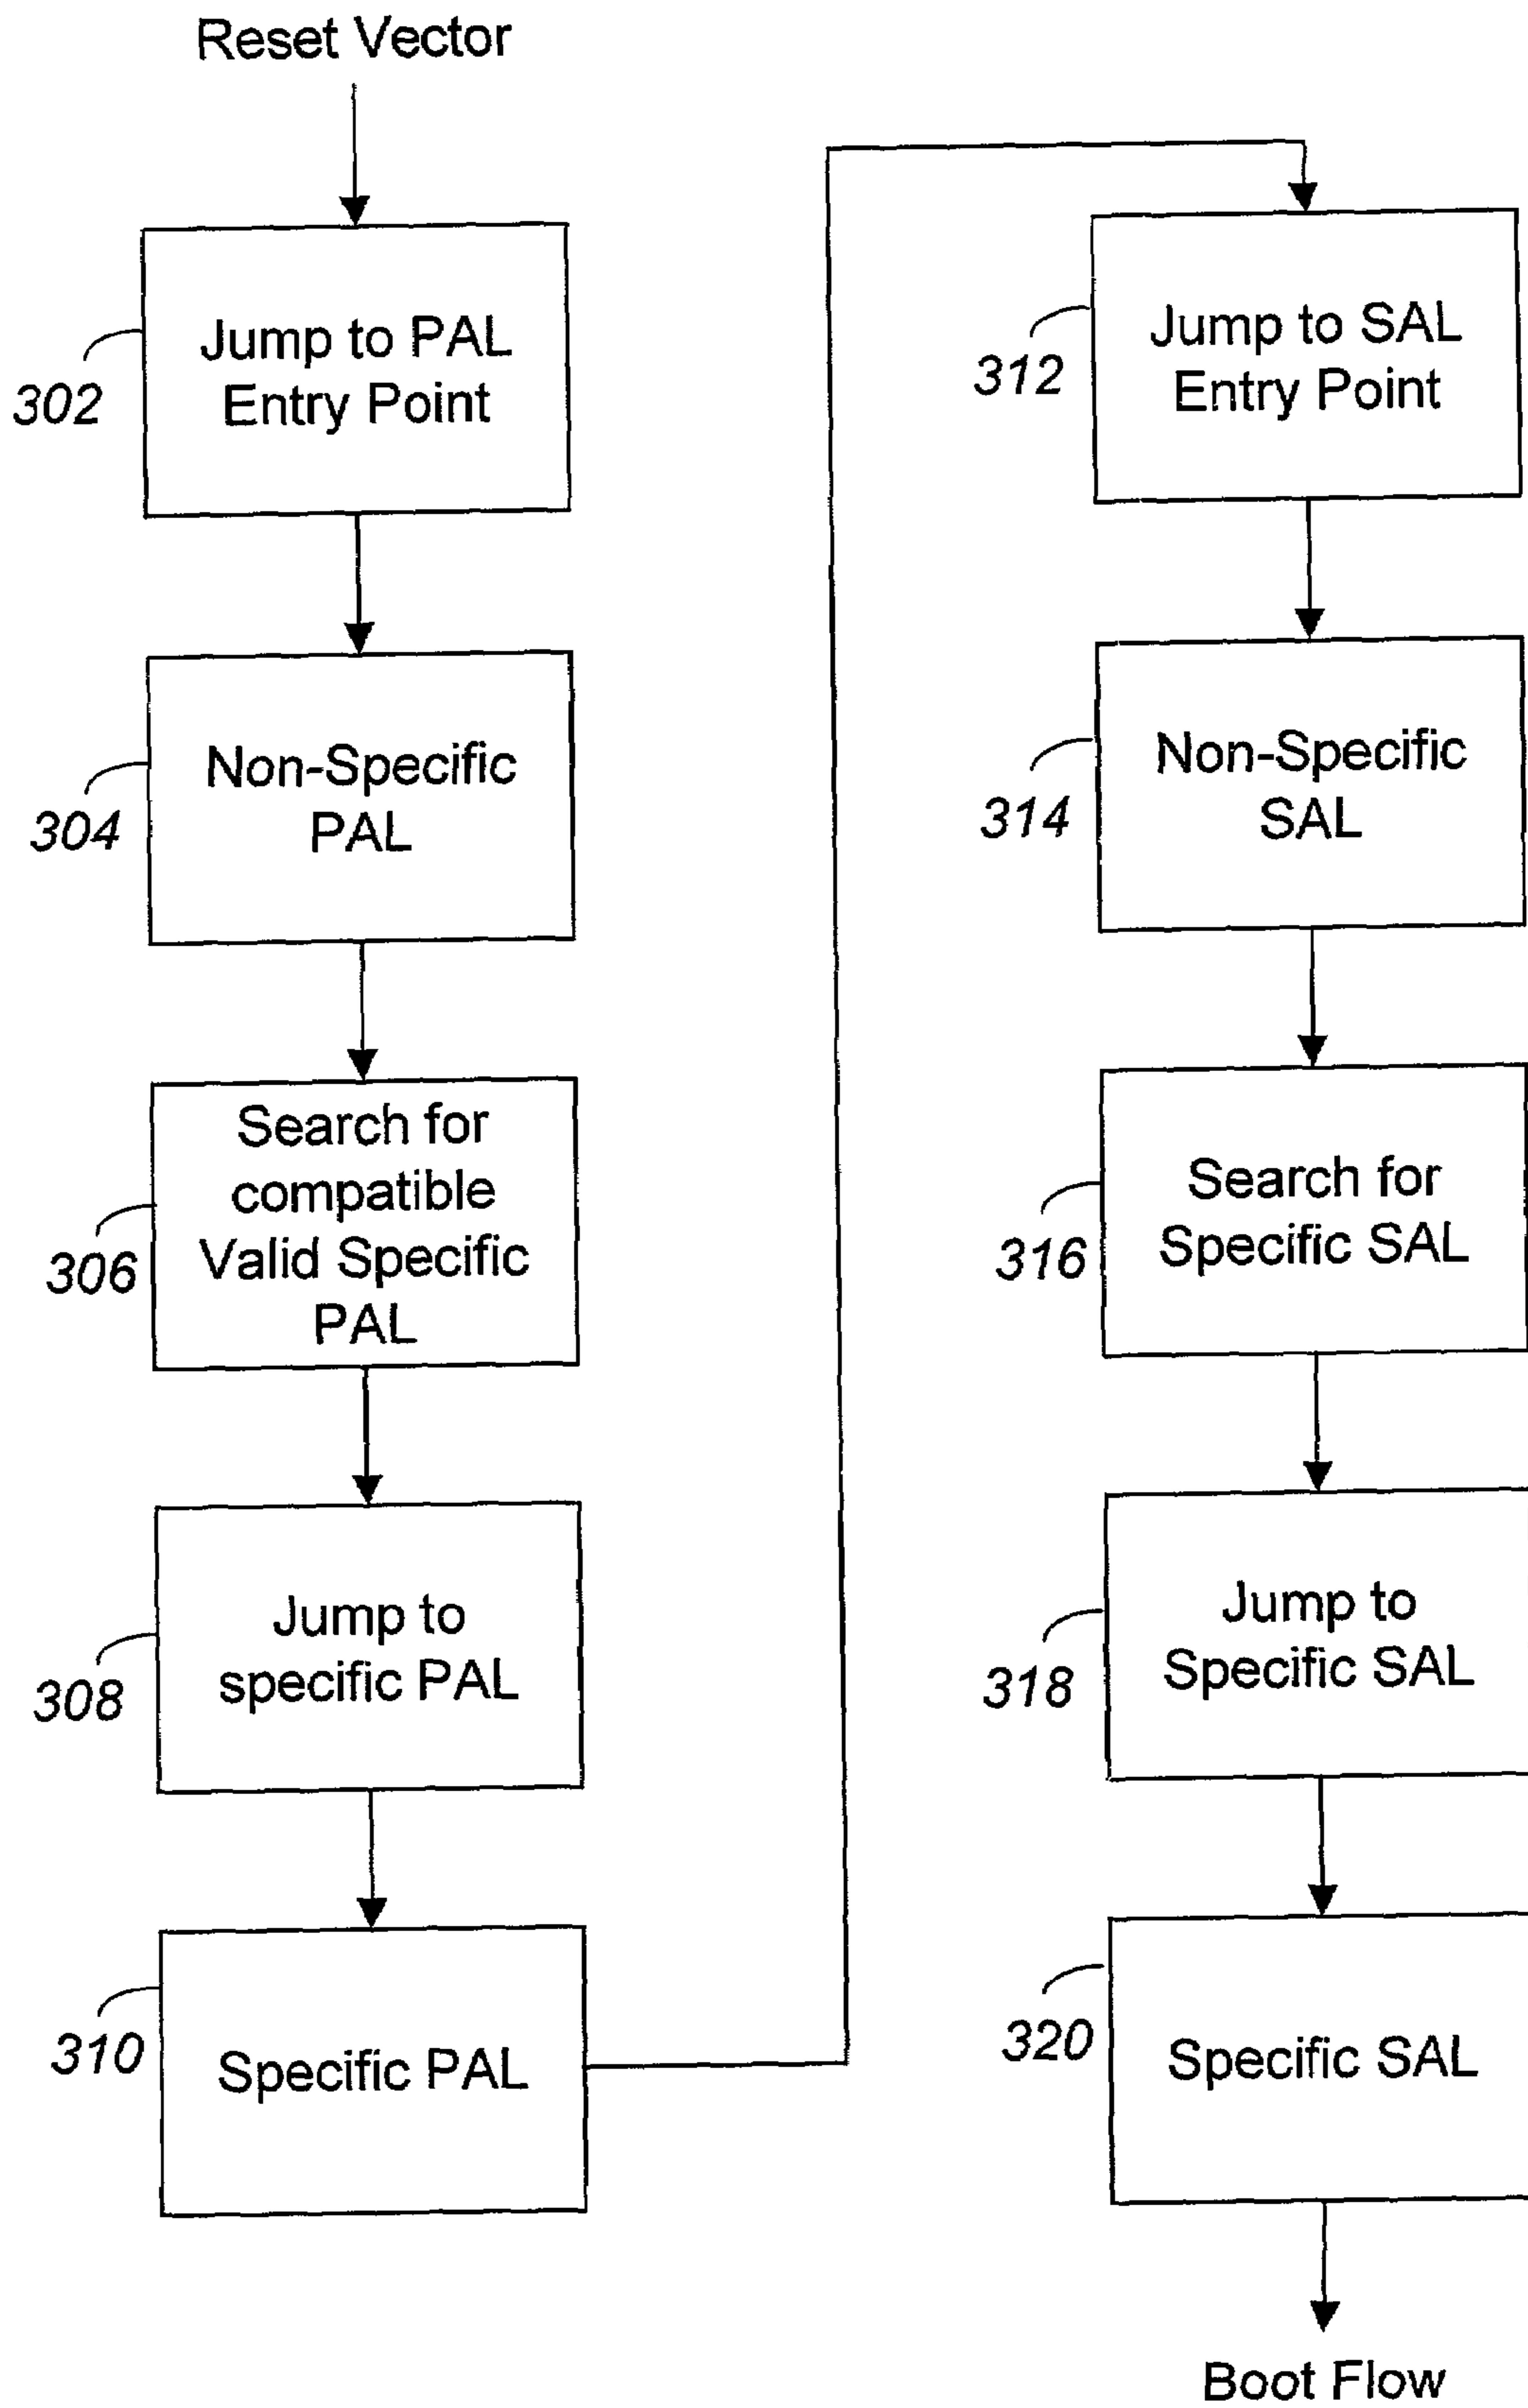 Reset Vector
302
Jump to PAL
Entry Point
304
Non-Specific
PAL
306
Search for
compatible
Valid Specific
PAL
308
Jump to
specific PAL
310
Specific PAL
312
Jump to SAL
Entry Point
314
Non-Specific
SAL
316
Search for
Specific SAL
318
Jump to
Specific SAL
320
Specific SAL
Boot Flow